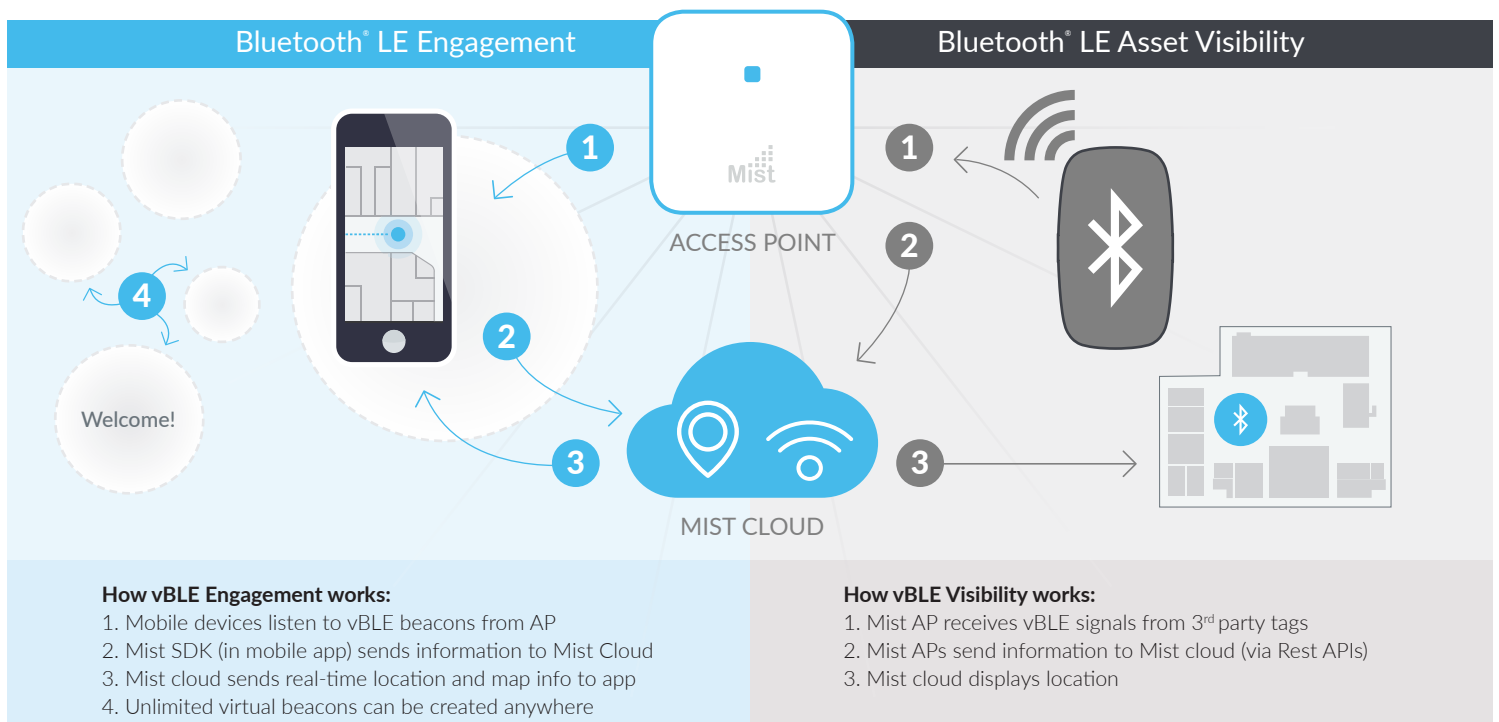 Bluetooth® LE Engagement
Bluetooth® LE Asset Visibility
Mist
ACCESS POINT
1
2
3
4
Welcome!
1
2
3
MIST CLOUD
How vBLE Engagement works:
1. Mobile devices listen to vBLE beacons from AP
2. Mist SDK (in mobile app) sends information to Mist Cloud
3. Mist cloud sends real-time location and map info to app
4. Unlimited virtual beacons can be created anywhere
How vBLE Visibility works:
1. Mist AP receives vBLE signals from 3rd party tags
2. Mist APs send information to Mist cloud (via Rest APIs)
3. Mist cloud displays location